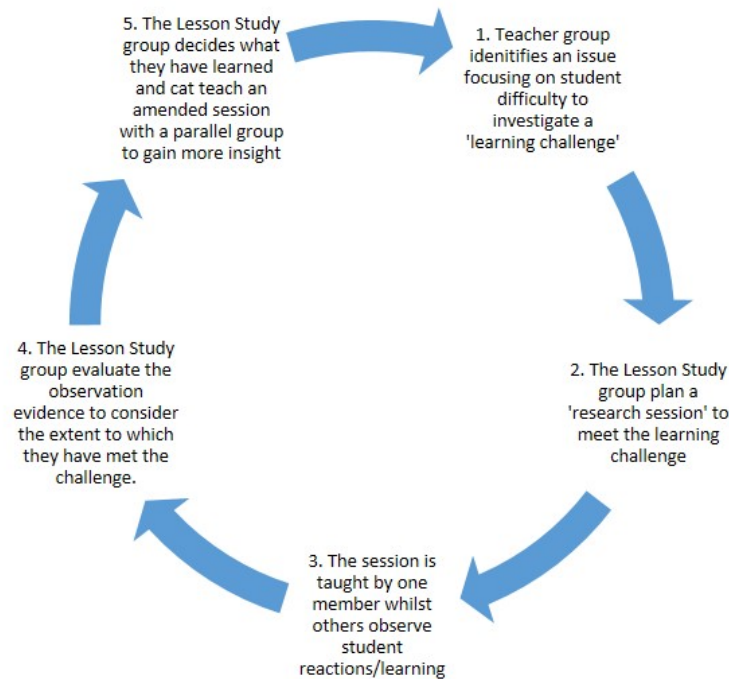 1. Teacher group
idenitifies an issue
focusing on student
difficulty to
investigate a
'learning challenge'
2. The Lesson Study
group plan a
'research session' to
meet the learning
challenge
3. The session is
taught by one
member whilst
others observe
student
reactions/learning
4. The Lesson Study
group evaluate the
observation
evidence to consider
the extent to which
they have met the
challenge.
5. The Lesson Study
group decides what
they have learned
and cat teach an
amended session
with a parallel group
to gain more insight